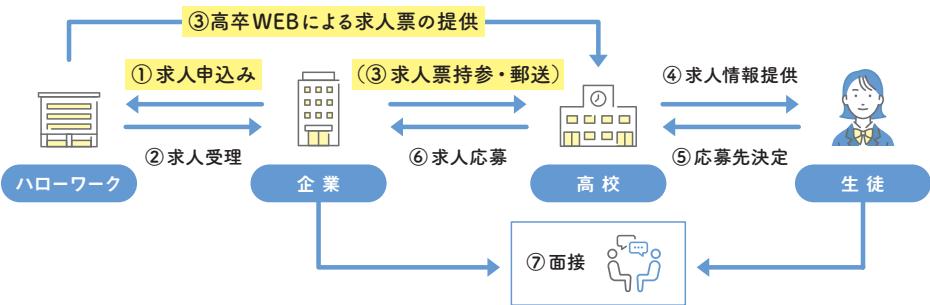 ③高卒WEBによる求人票の提供
①求人申込み
（③求人票持参・郵送）
④求人情報提供
②求人受理
⑥求人応募
⑤応募先決定
ハローワーク
企業
高校
生徒
⑦面接